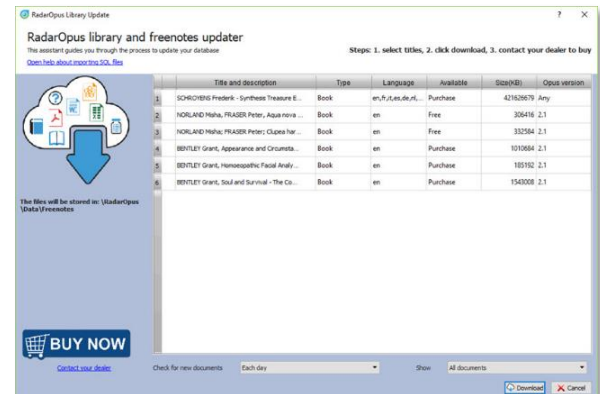 RadarOpus Library Update
RadarOpus library and freenotes updater
This assistant guides you through the process to update your database
Steps: 1. select titles, 2. click download, 3. contact your dealer to buy
Open help about importing SQL files
Title and description Type Language Available Size(KB) Opus version
1 SCHROYENS Frederik - Synthesis Treasure E... Book en,fr,it,es,de,nl,... Purchase 421626679 Any
2 NORLAND Misha, FRASER Peter, Aqua nova ... Book en Free 306416 2.1
3 NORLAND Misha; FRASER Peter; Clupea har... Book en Free 332584 2.1
4 BENTLEY Grant, Appearance and Circumsta... Book en Purchase 1010684 2.1
5 BENTLEY Grant, Homoeopathic Facial Analy... Book en Purchase 185192 2.1
6 BENTLEY Grant, Soul and Survival - The Co... Book en Purchase 1543008 2.1
The files will be stored in: \RadarOpus
\Data\Freenotes
BUY NOW
Contact your dealer
Check for new documents Each day Show All documents
Download Cancel